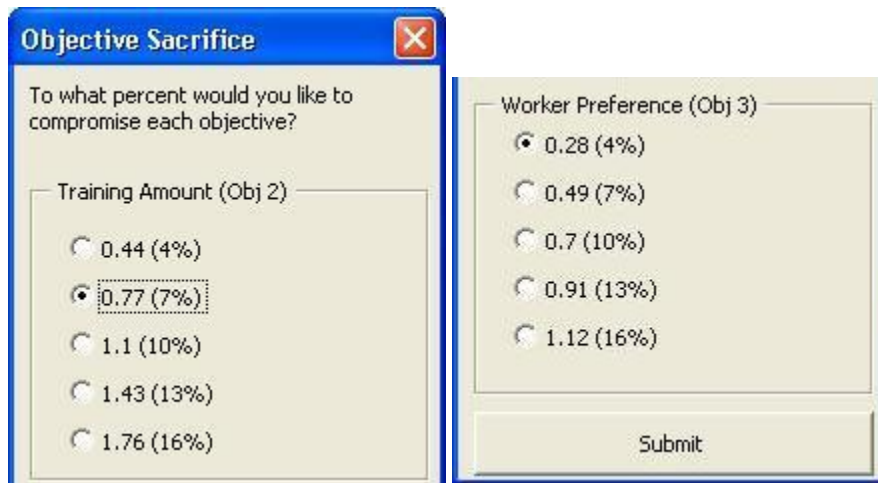 Objective Sacrifice
To what percent would you like to
compromise each objective?
Training Amount (Obj 2)
0.44 (4%)
0.77 (7%)
1.1 (10%)
1.43 (13%)
1.76 (16%)
Worker Preference (Obj 3)
0.28 (4%)
0.49 (7%)
0.7 (10%)
0.91 (13%)
1.12 (16%)
Submit